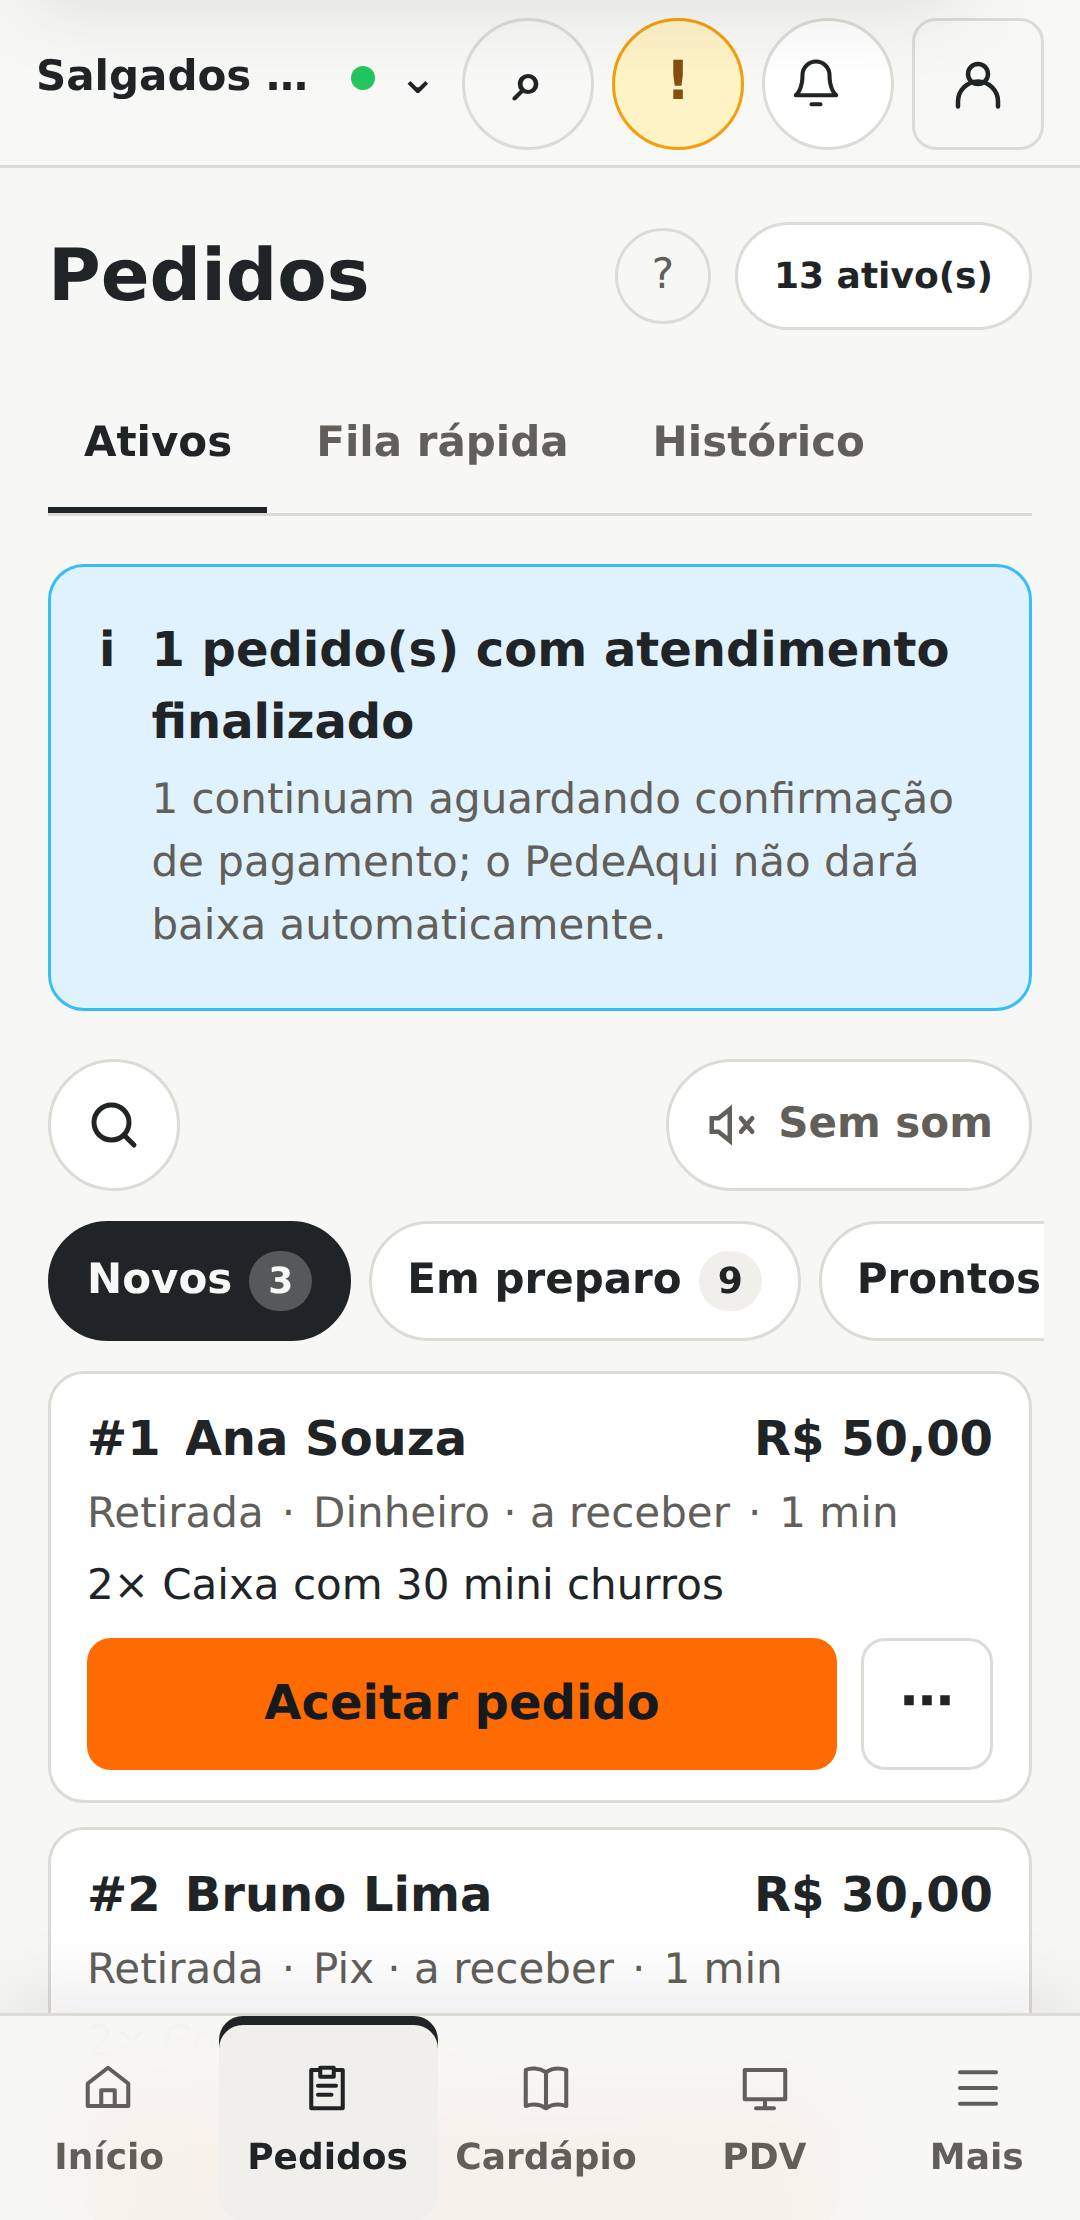 Salgados ...
!
Pedidos
?
13 ativo(s)
Ativos
Fila rápida
Histórico
i
1 pedido(s) com atendimento
finalizado
1 continuam aguardando confirmação
de pagamento; o PedeAqui não dará
baixa automaticamente.
Sem som
Novos 3
Em preparo 9
Prontos
#1 Ana Souza R$ 50,00
Retirada · Dinheiro · a receber · 1 min
2× Caixa com 30 mini churros
Aceitar pedido
...
#2 Bruno Lima R$ 30,00
Retirada · Pix · a receber · 1 min
Início
Pedidos
Cardápio
PDV
Mais